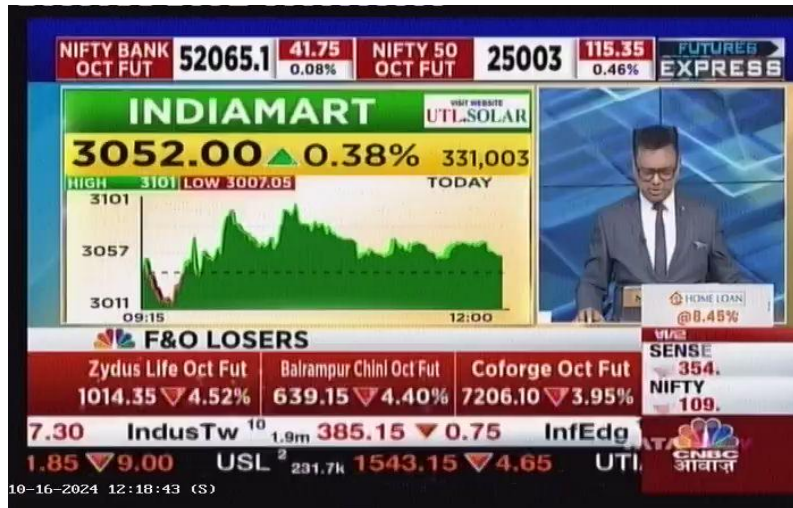 NIFTY BANK OCT FUT 52065.1 41.75 0.08%
NIFTY 50 OCT FUT 25003 115.35 0.46%
FUTURES EXPRESS
INDIAMART
VISIT WEBSITE
UTL SOLAR
3052.00 ▲ 0.38% 331,003
HIGH 3101 LOW 3007.05 TODAY
3101
3057
3011
09:15 12:00
HOME LOAN
@8.45%
F&O LOSERS
Zydus Life Oct Fut
1014.35 ▼ 4.52%
Balrampur Chini Oct Fut
639.15 ▼ 4.40%
Coforge Oct Fut
7206.10 ▼ 3.95%
SENSE
354.
NIFTY
109.
7.30 IndusTw 10 1.9m 385.15 ▼ 0.75 InfEdg
1.85 ▼ 9.00 USL 2 231.7k 1543.15 ▼ 4.65 UTI
CNBC
आवाज़
10-16-2024 12:18:43 (S)